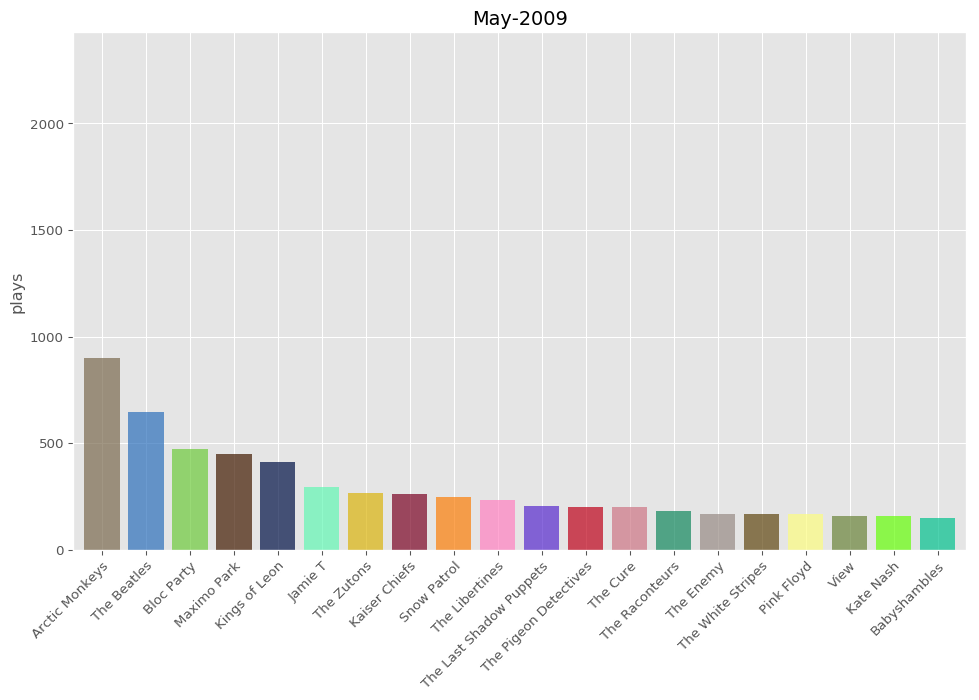 May-2009
plays
2000
1500
1000
500
0
Arctic Monkeys
The Beatles
Bloc Party
Maximo Park
Kings of Leon
Jamie T
The Zutons
Kaiser Chiefs
Snow Patrol
The Libertines
The Last Shadow Puppets
The Pigeon Detectives
The Cure
The Raconteurs
The Enemy
The White Stripes
Pink Floyd
View
Kate Nash
Babyshambles